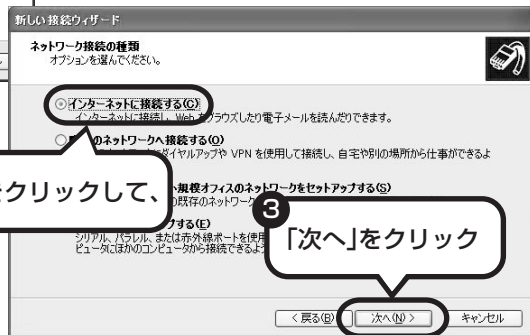 新しい接続ウィザード
ネットワーク接続の種類
オプションを選んでください。
インターネットに接続する(C)
インターネットに接続し、Web をブラウズしたり電子メールを読んだりできます。
のネットワークへ接続する(O)
ダイヤルアップや VPN を使用して接続し、自宅や別の場所から仕事ができるよ
をクリックして、
規模オフィスのネットワークをセットアップする(S)
の既存のネットワーク
プする(E)
シリアル、パラレル、または赤外線ポートを使用
ピュータにほかのコンピュータから接続できるよ
3
「次へ」をクリック
< 戻る(B)
次へ(N) >
キャンセル